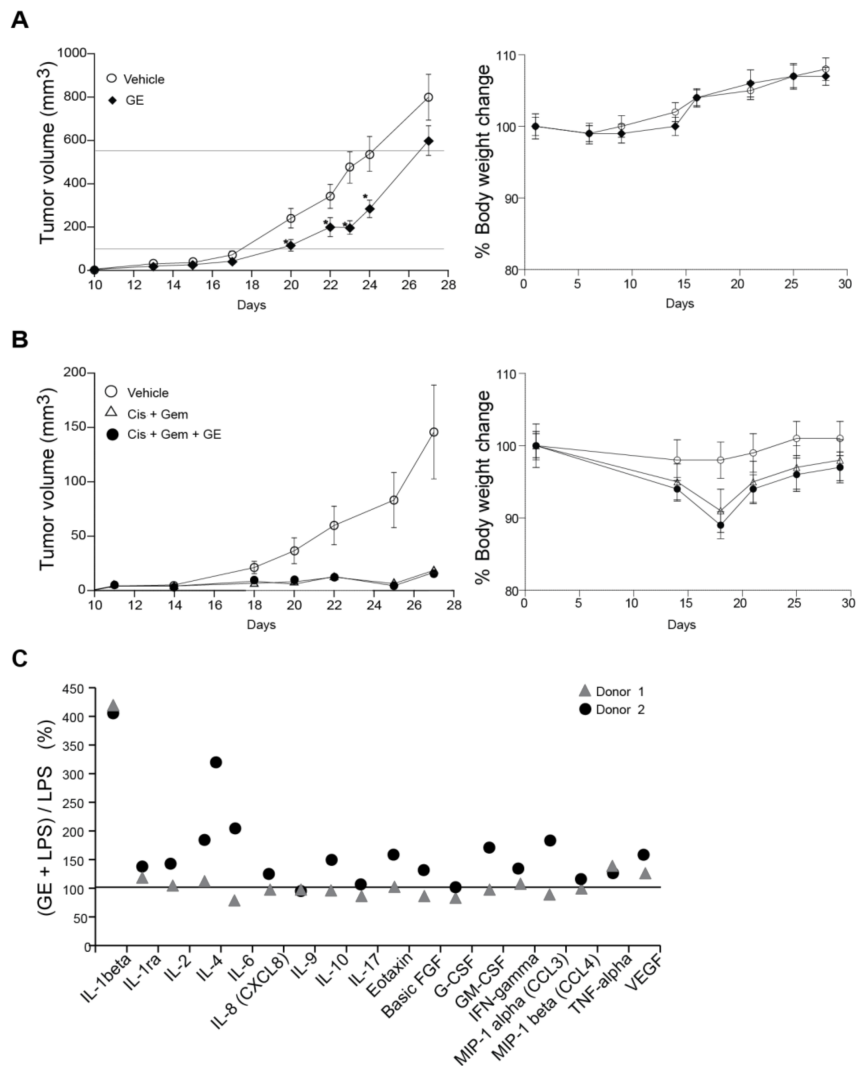 A
Tumor volume (mm3)
1000
800
600
400
200
0
10 12 14 16 18 20 22 24 26 28
Days
Vehicle
GE
* * * *
% Body weight change
110
100
90
80
0 5 10 15 20 25 30
Days
B
Tumor volume (mm3)
200
150
100
50
0
10 12 14 16 18 20 22 24 26 28
Days
Vehicle
Cis + Gem
Cis + Gem + GE
% Body weight change
110
100
90
80
0 5 10 15 20 25 30
Days
C
(GE + LPS) / LPS (%)
450
400
350
300
250
200
150
100
50
0
Donor 1
Donor 2
IL-1beta
IL-1ra
IL-2
IL-4
IL-6
IL-8 (CXCL8)
IL-9
IL-10
IL-17
Eotaxin
Basic FGF
G-CSF
GM-CSF
IFN-gamma
MIP-1 alpha (CCL3)
MIP-1 beta (CCL4)
TNF-alpha
VEGF